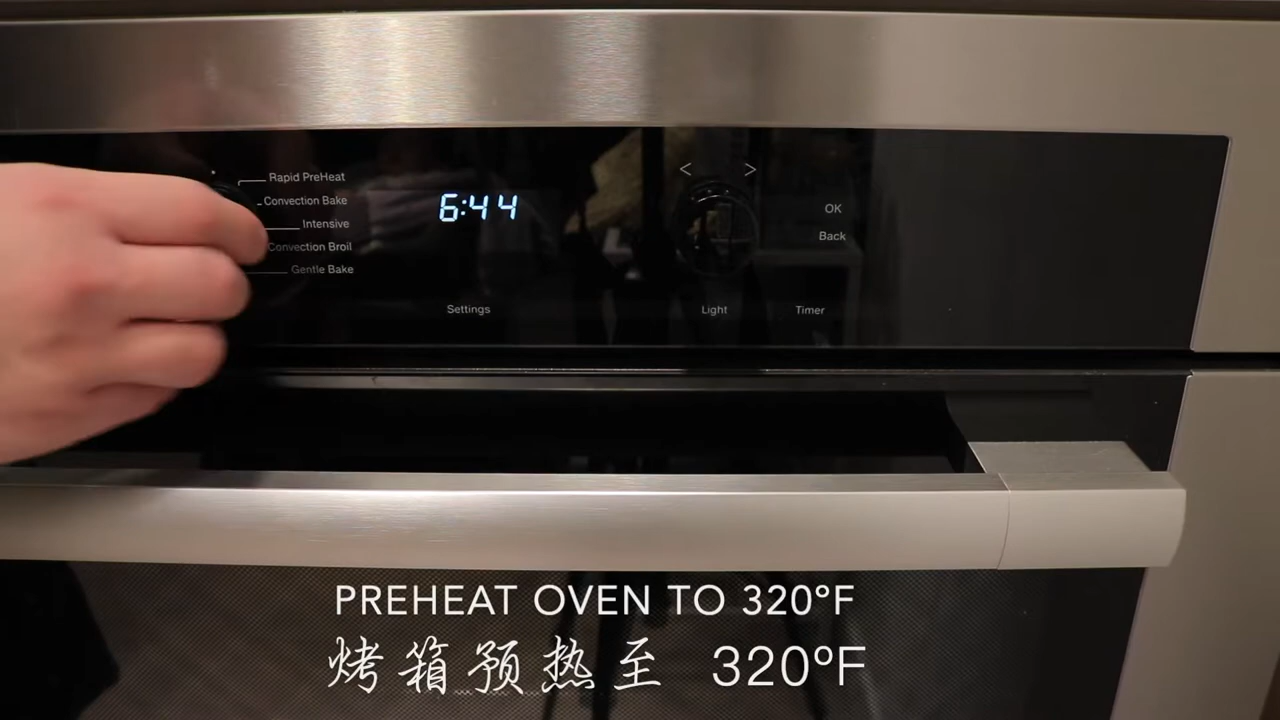 Rapid PreHeat
Convection Bake
Intensive
Convection Broil
Gentle Bake
6:44
Settings
< >
OK
Back
Light
Timer
PREHEAT OVEN TO 320°F
烤箱预热至 320°F